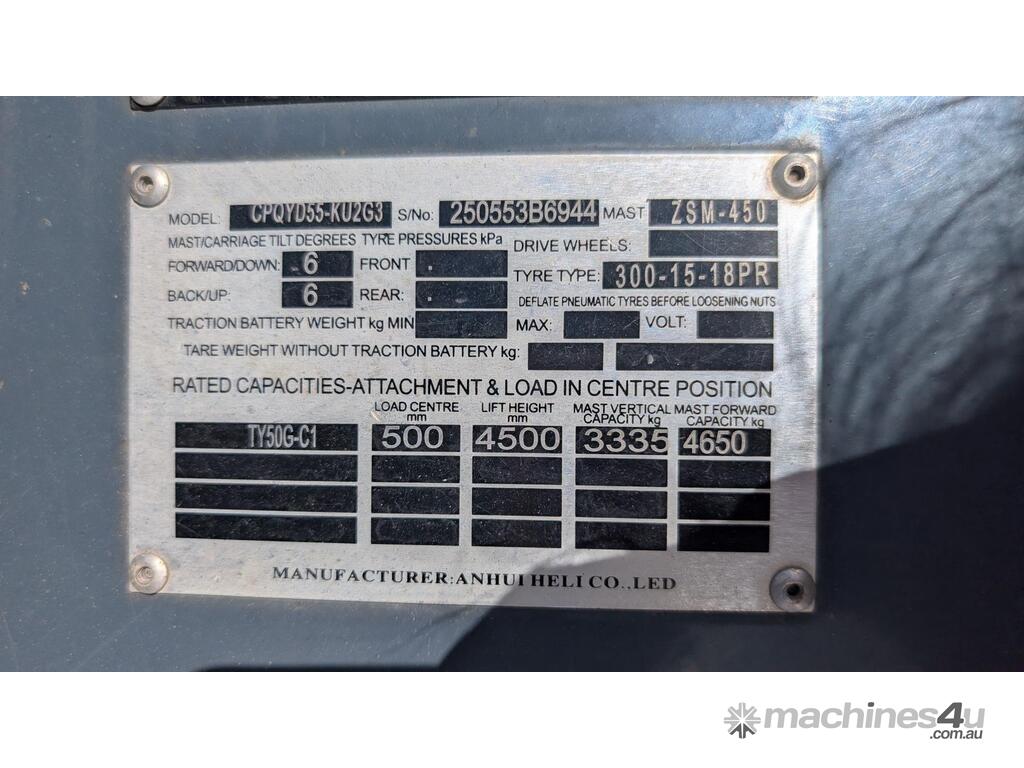 MODEL: CPQYD55-KU2G3 S/No: 250553B6944 MAST ZSM-450
MAST/CARRIAGE TILT DEGREES TYRE PRESSURES kPa DRIVE WHEELS:
FORWARD/DOWN: 6 FRONT . TYRE TYPE: 300-15-18PR
BACK/UP: 6 REAR: . DEFLATE PNEUMATIC TYRES BEFORE LOOSENING NUTS
TRACTION BATTERY WEIGHT kg MIN MAX: VOLT:
TARE WEIGHT WITHOUT TRACTION BATTERY kg: .
RATED CAPACITIES-ATTACHMENT & LOAD IN CENTRE POSITION
LOAD CENTRE LIFT HEIGHT MAST VERTICAL MAST FORWARD
mm mm CAPACITY kg CAPACITY kg
TY50G-C1 500 4500 3335 4650
MANUFACTURER:ANHUI HELI CO.,LED
machines4u
.com.au